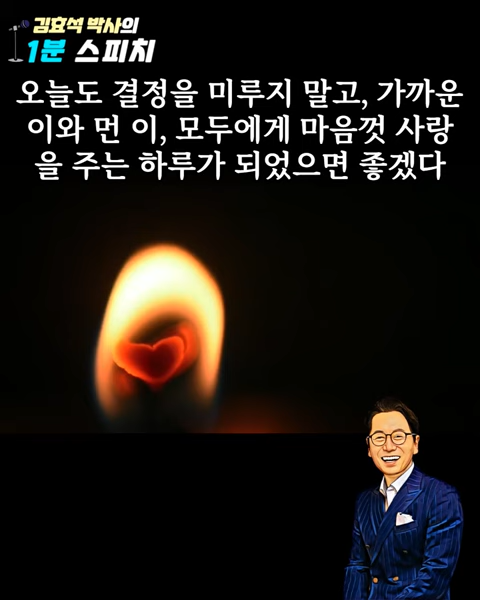 김효석 박사의
1분 스피치
오늘도 결정을 미루지 말고, 가까운
이와 먼 이, 모두에게 마음껏 사랑
을 주는 하루가 되었으면 좋겠다